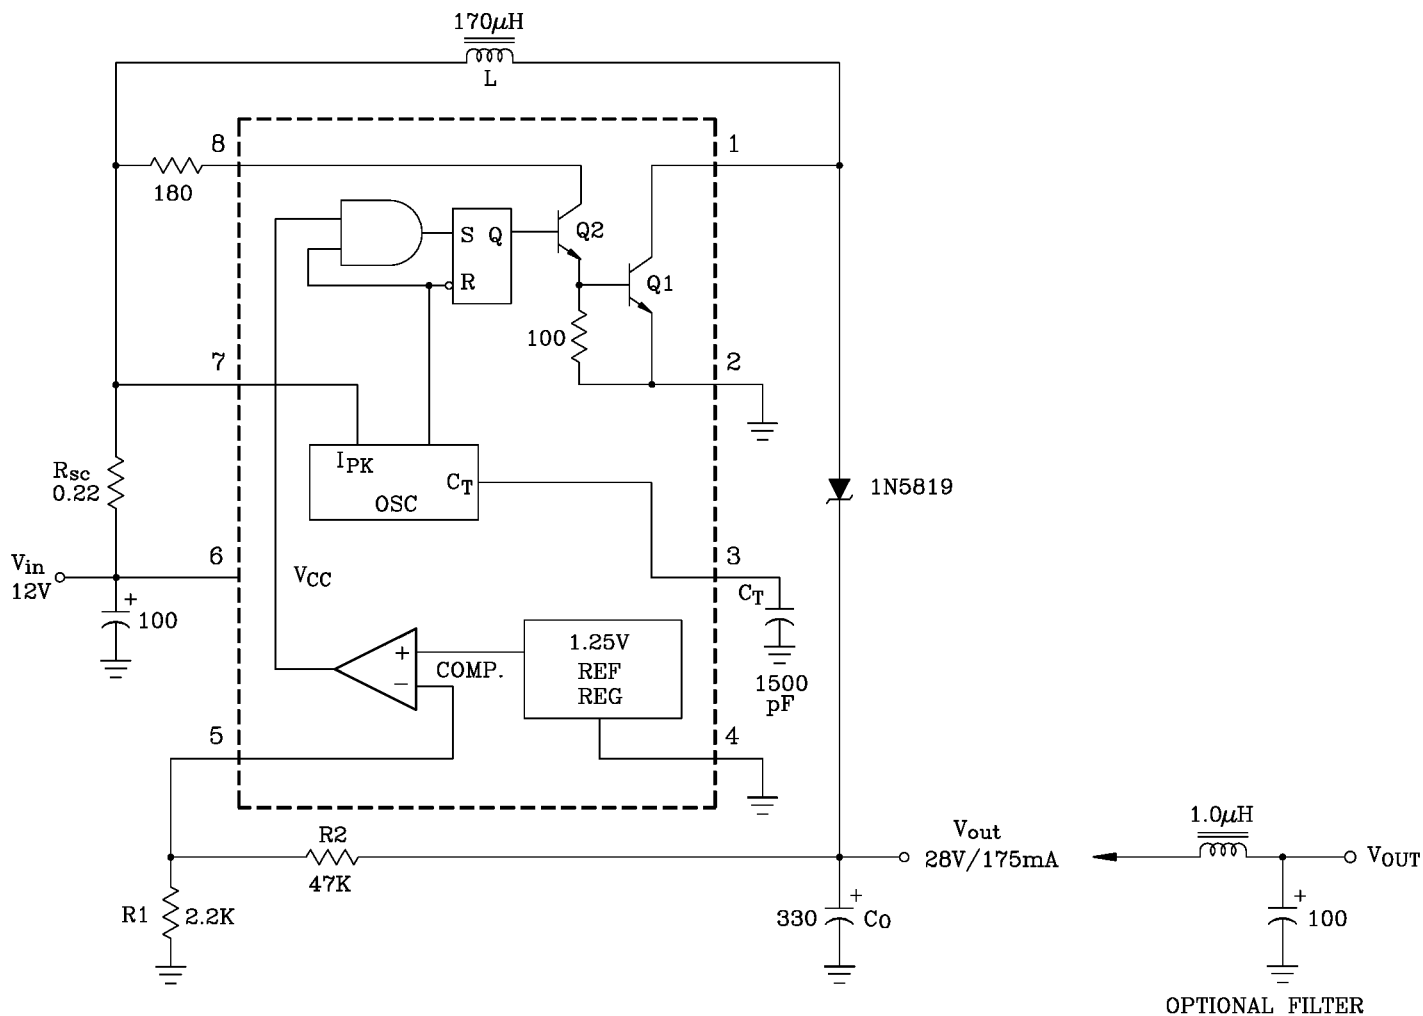 170μH
L
8
1
180
S Q
R
Q2
Q1
100
7
2
IPK
CT
OSC
Rsc
0.22
6
3
Vin
12V
+
100
VCC
CT
1500
pF
+
−
COMP.
1.25V
REF
REG
5
4
R2
47K
R1
2.2K
Vout
28V/175mA
+
330 CO
1.0μH
VOUT
+
100
OPTIONAL FILTER
1N5819